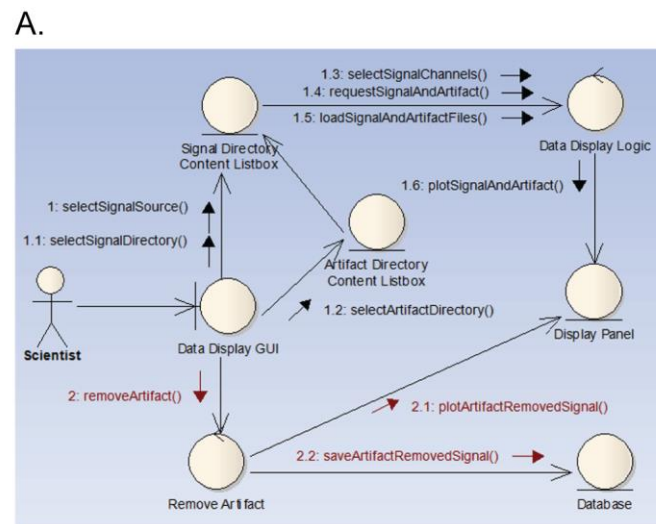 A.
1.3: selectSignalChannels()
1.4: requestSignalAndArtifact()
1.5: loadSignalAndArtifactFiles()
Signal Directory
Content Listbox
Data Display Logic
1.6: plotSignalAndArtifact()
1: selectSignalSource()
1.1: selectSignalDirectory()
Artifact Directory
Content Listbox
1.2: selectArtifactDirectory()
Scientist
Data Display GUI
Display Panel
2: removeArtifact()
2.1: plotArtifactRemovedSignal()
2.2: saveArtifactRemovedSignal()
Remove Artifact
Database